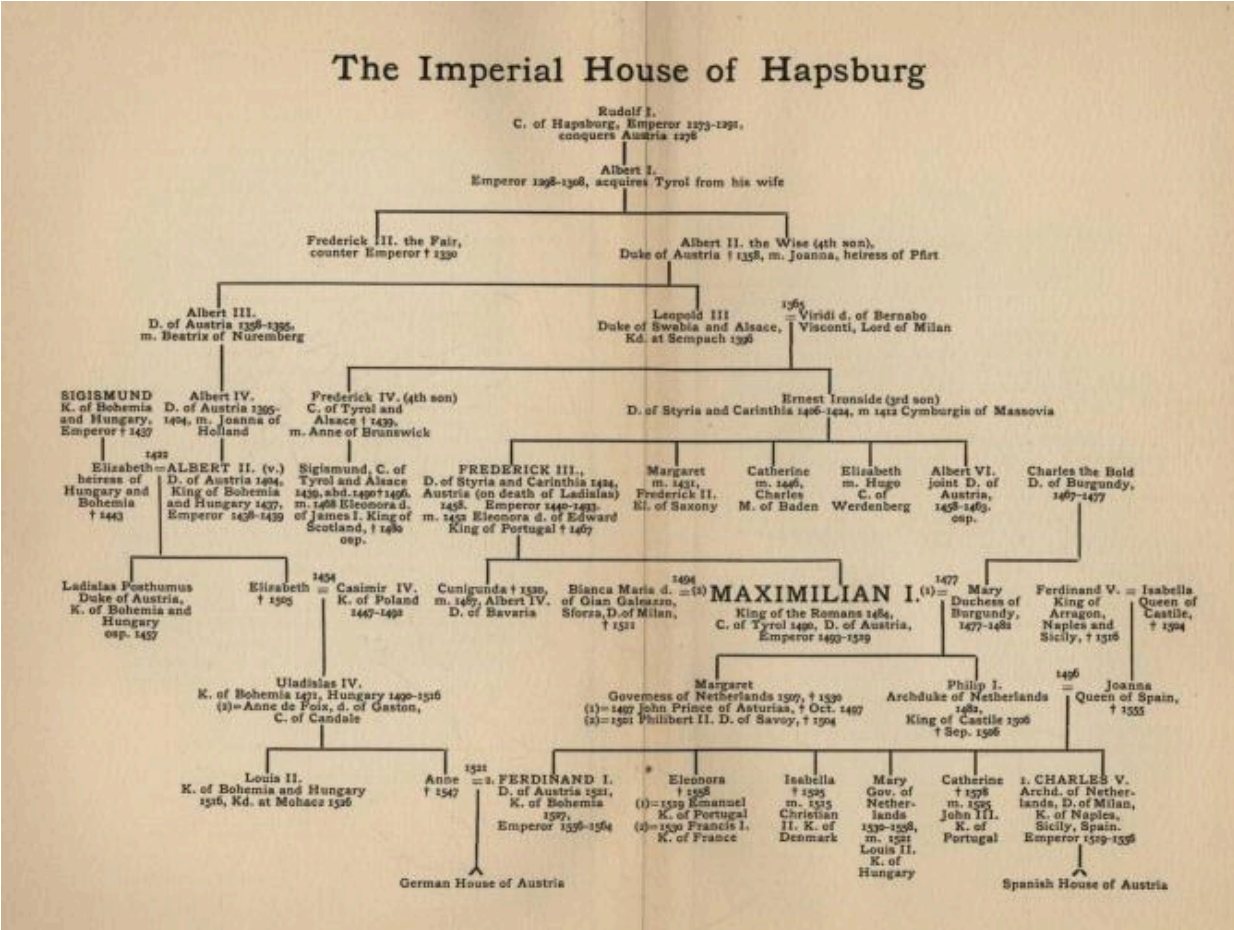 The Imperial House of Hapsburg
Rudolf I.
C. of Hapsburg, Emperor 1273-1291,
conquers Austria 1278
Albert I.
Emperor 1298-1308, acquires Tyrol from his wife
Frederick III. the Fair,
counter Emperor † 1330
Albert II. the Wise (4th son),
Duke of Austria † 1358, m. Joanna, heiress of Pfirt
Albert III.
D. of Austria 1358-1395,
m. Beatrix of Nuremberg
Leopold III
Duke of Swabia and Alsace,
Kd. at Sempach 1396
1365
= Viridi d. of Bernabo
Visconti, Lord of Milan
SIGISMUND
K. of Bohemia
and Hungary,
Emperor † 1437
Albert IV.
D. of Austria 1395-
1404, m. Joanna of
Holland
Frederick IV. (4th son)
C. of Tyrol and
Alsace † 1439,
m. Anne of Brunswick
Ernest Ironside (3rd son)
D. of Styria and Carinthia 1406-1424, m 1412 Cymburgis of Massovia
1422
Elizabeth =
heiress of
Hungary and
Bohemia
† 1443
ALBERT II. (v.)
D. of Austria 1404,
King of Bohemia
and Hungary 1437,
Emperor 1438-1439
Sigismund, C. of
Tyrol and Alsace
1439, abd. 1490 † 1496.
m. 1468 Eleonora d.
of James I. King of
Scotland, † 1480
osp.
FREDERICK III.,
D. of Styria and Carinthia 1424,
Austria (on death of Ladislas)
1458. Emperor 1440-1493.
m. 1452 Eleonora d. of Edward
King of Portugal † 1467
Margaret
m. 1431,
Frederick II.
El. of Saxony
Catherine
m. 1446,
Charles
M. of Baden
Elizabeth
m. Hugo
C. of
Werdenberg
Albert VI.
joint D. of
Austria,
1458-1463.
osp.
Charles the Bold
D. of Burgundy,
1467-1477
Ladislas Posthumus
Duke of Austria,
K. of Bohemia and
Hungary
osp. 1457
Elizabeth
† 1505
1454
=
Casimir IV.
K. of Poland
1447-1492
Cunigunda † 1520,
m. 1487, Albert IV.
D. of Bavaria
Bianca Maria d.
of Gian Galeazzo,
Sforza, D. of Milan,
† 1511
1494
=(2)
MAXIMILIAN I.
King of the Romans 1484,
C. of Tyrol 1490, D. of Austria,
Emperor 1493-1519
1477
(1)=
Mary
Duchess of
Burgundy,
1477-1482
Ferdinand V. =
King of
Arragon,
Naples and
Sicily, † 1516
Isabella
Queen of
Castile,
† 1504
Uladislas IV.
K. of Bohemia 1471, Hungary 1490-1516
(2)=Anne de Foix, d. of Gaston,
C. of Candale
Margaret
Governess of Netherlands 1507, † 1530
(1)=1497 John Prince of Asturias, † Oct. 1497
(2)=1501 Philibert II. D. of Savoy, † 1504
Philip I.
Archduke of Netherlands
1482,
King of Castile 1506
† Sep. 1506
1496
=
Joanna
Queen of Spain,
† 1555
Louis II.
K. of Bohemia and Hungary
1516, Kd. at Mohacz 1526
Anne
† 1547
1521
= 2. FERDINAND I.
D. of Austria 1521,
K. of Bohemia
1527,
Emperor 1556-1564
Eleonora
† 1558
(1)=1519 Emanuel
K. of Portugal
(2)=1530 Francis I.
K. of France
Isabella
† 1525
m. 1515
Christian
II. K. of
Denmark
Mary
Gov. of
Nether-
lands
1530-1558,
m. 1521
Louis II.
K. of
Hungary
Catherine
† 1578
m. 1525
John III.
K. of
Portugal
1. CHARLES V.
Archd. of Nether-
lands, D. of Milan,
K. of Naples,
Sicily, Spain.
Emperor 1519-1556
German House of Austria
Spanish House of Austria